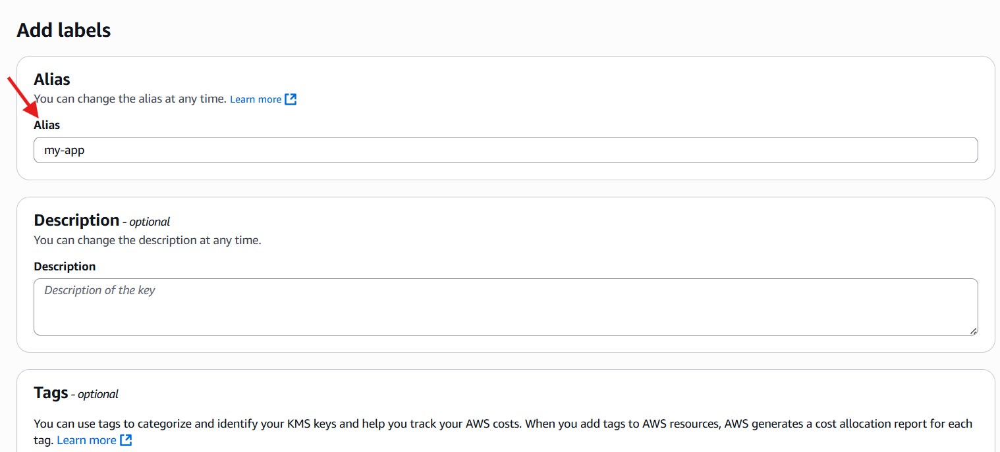 Add labels
Alias
You can change the alias at any time. Learn more
Alias
my-app
Description - optional
You can change the description at any time.
Description
Description of the key
Tags - optional
You can use tags to categorize and identify your KMS keys and help you track your AWS costs. When you add tags to AWS resources, AWS generates a cost allocation report for each
tag. Learn more